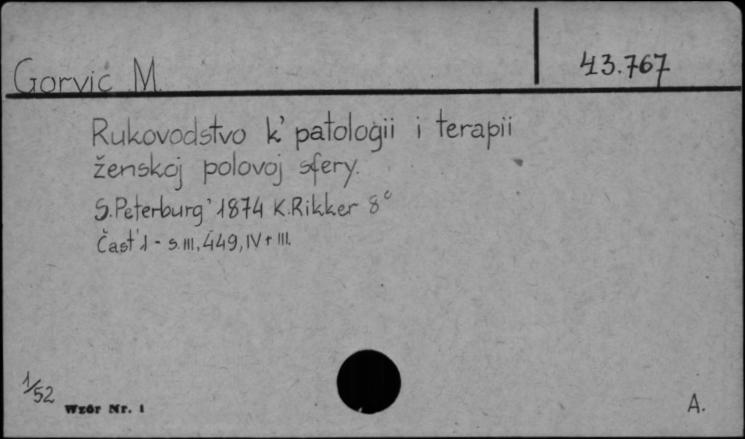 Gorvic M.
43.767
Rukovodstvo k' patologii i terapii
ženskoj polovoj sfery.
S.Peterburg' 1874 K.Rikker 8°
Čast' 1 - s. III, 449, IV + III.
1/52
Wzór Nr. 1
A.